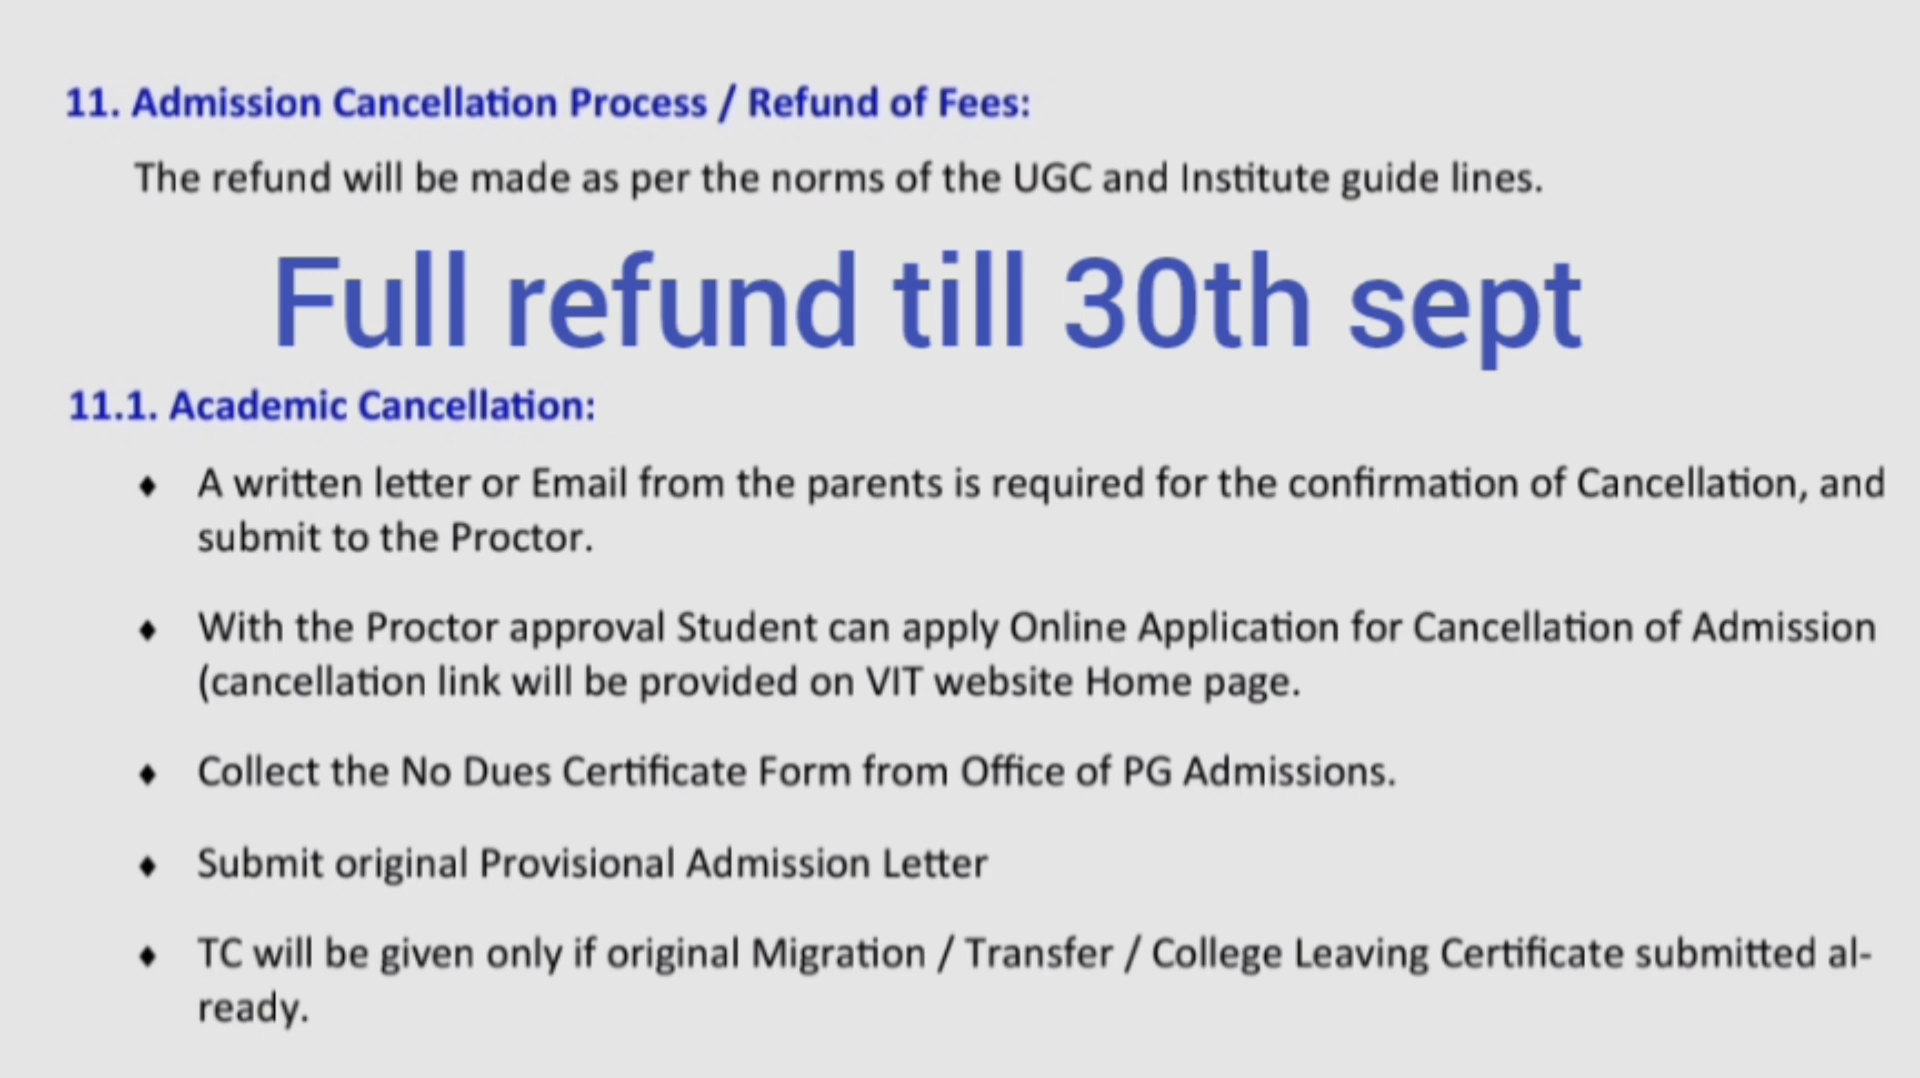 11. Admission Cancellation Process / Refund of Fees:
The refund will be made as per the norms of the UGC and Institute guide lines.
Full refund till 30th sept
11.1. Academic Cancellation:
♦ A written letter or Email from the parents is required for the confirmation of Cancellation, and
submit to the Proctor.
♦ With the Proctor approval Student can apply Online Application for Cancellation of Admission
(cancellation link will be provided on VIT website Home page.
♦ Collect the No Dues Certificate Form from Office of PG Admissions.
♦ Submit original Provisional Admission Letter
♦ TC will be given only if original Migration / Transfer / College Leaving Certificate submitted al-
ready.